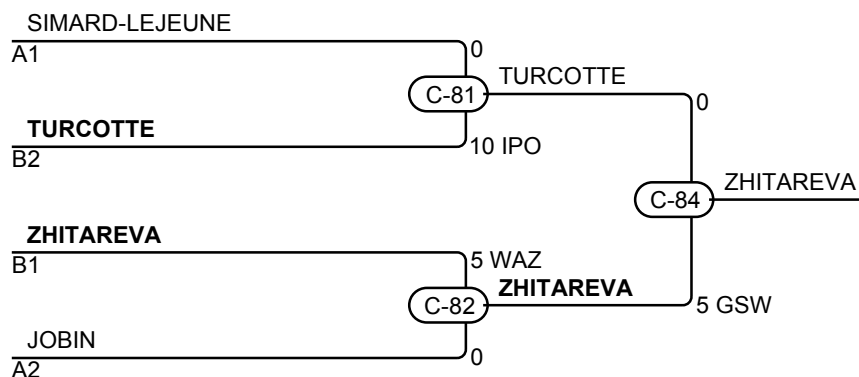 SIMARD-LEJEUNE
A1
0
C-81
TURCOTTE
0
TURCOTTE
B2
10 IPO
C-84
ZHITAREVA
ZHITAREVA
B1
5 WAZ
C-82
ZHITAREVA
5 GSW
JOBIN
A2
0